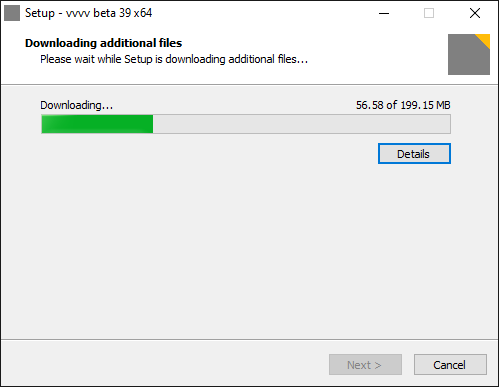 Setup - vvvv beta 39 x64
Downloading additional files
Please wait while Setup is downloading additional files...
Downloading... 56.58 of 199.15 MB
Details
Next > Cancel